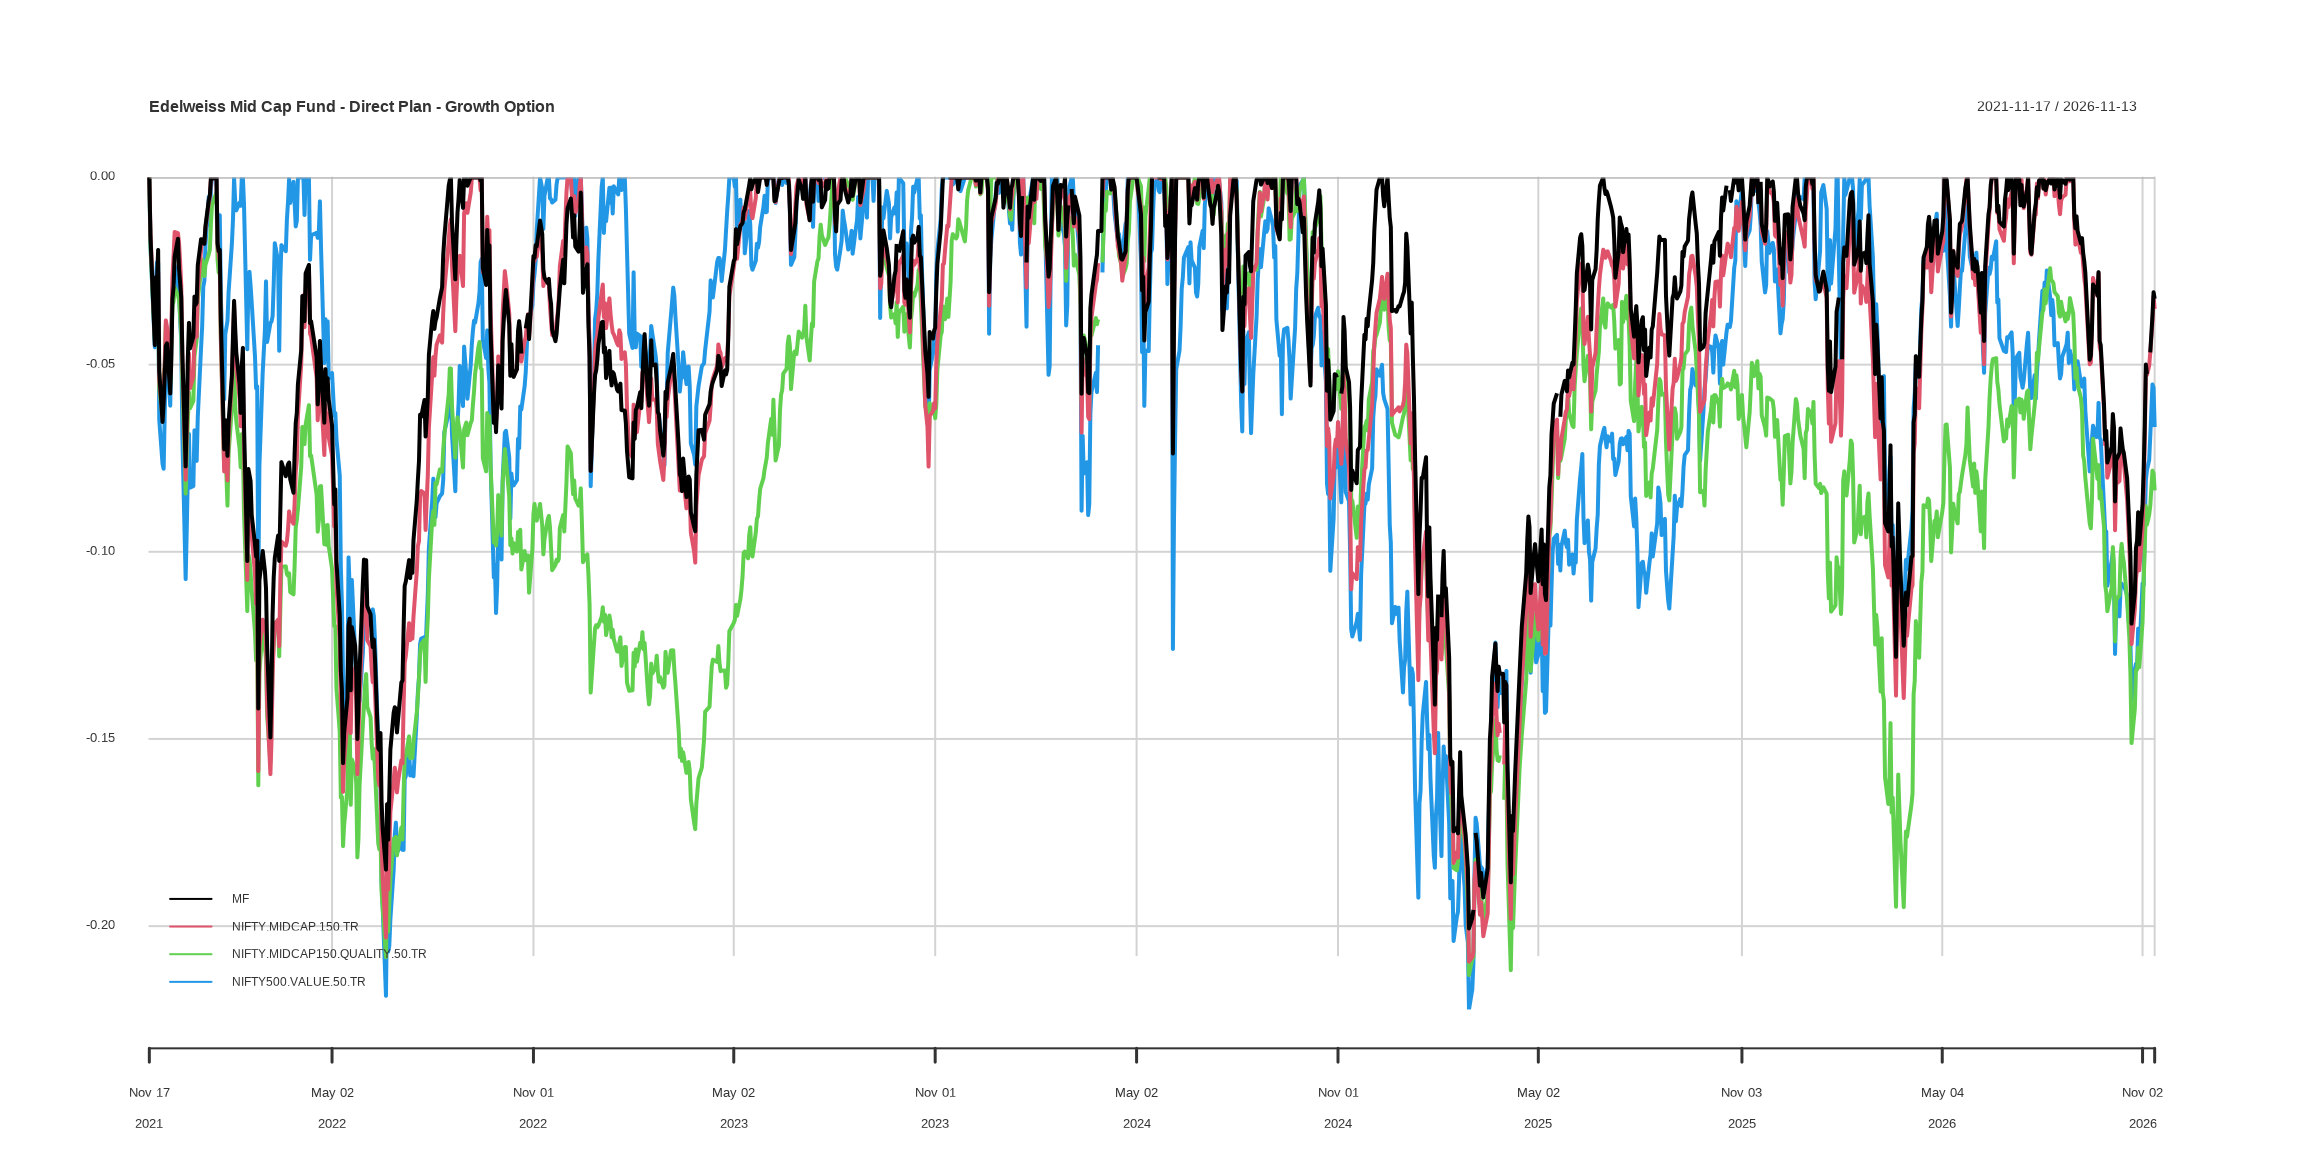 Edelweiss Mid Cap Fund - Direct Plan - Growth Option
2021-11-17 / 2026-11-13
0.00
-0.05
-0.10
-0.15
-0.20
MF
NIFTY.MIDCAP.150.TR
NIFTY.MIDCAP150.QUALITY.50.TR
NIFTY500.VALUE.50.TR
Nov 17 May 02 Nov 01 May 02 Nov 01 May 02 Nov 01 May 02 Nov 03 May 04 Nov 02
2021 2022 2022 2023 2023 2024 2024 2025 2025 2026 2026